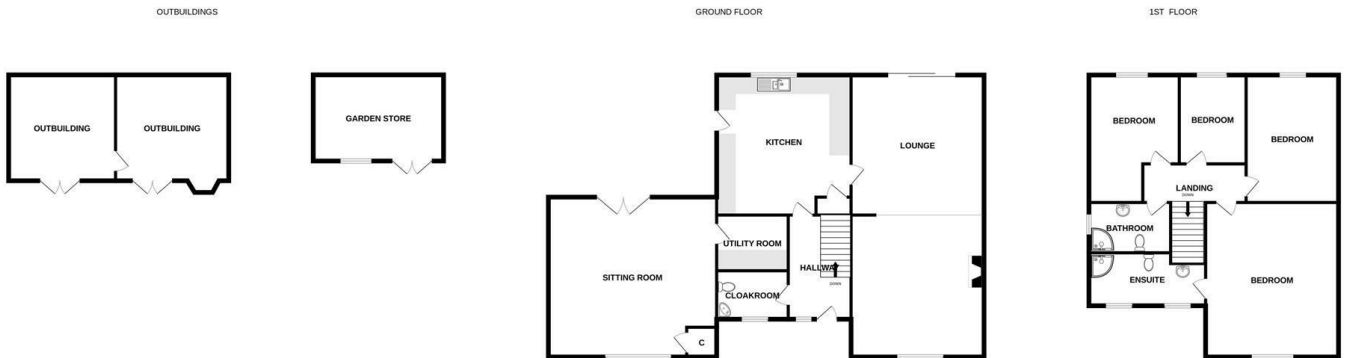 OUTBUILDINGS
OUTBUILDING
OUTBUILDING
GARDEN STORE
GROUND FLOOR
KITCHEN
LOUNGE
UTILITY ROOM
SITTING ROOM
HALLWAY
DOWN
CLOAKROOM
C
1ST FLOOR
BEDROOM
BEDROOM
BEDROOM
LANDING
DOWN
BATHROOM
ENSUITE
BEDROOM